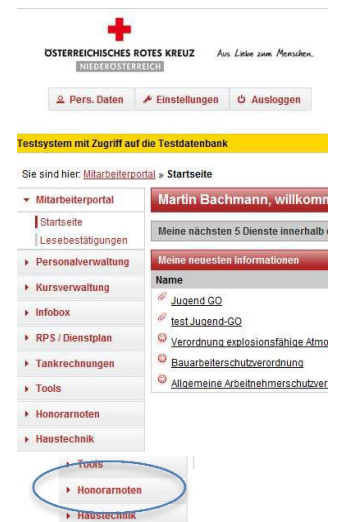 ÖSTERREICHISCHES ROTES KREUZ
NIEDERÖSTERREICH
Aus Liebe zum Menschen.
Pers. Daten
Einstellungen
Ausloggen
Testsystem mit Zugriff auf die Testdatenbank
Sie sind hier: Mitarbeiterportal » Startseite
Mitarbeiterportal
Startseite
Lesebestätigungen
Personalverwaltung
Kursverwaltung
Infobox
RPS / Dienstplan
Tankrechnungen
Tools
Honorarnoten
Haustechnik
Martin Bachmann, willkomm
Meine nächsten 5 Dienste innerhalb
Meine neuesten Informationen
Name
Jugend GO
test Jugend-GO
Verordnung explosionsfähige Atmo
Bauarbeiterschutzverordnung
Allgemeine Arbeitnehmerschutzver
Tools
Honorarnoten
Haustechnik